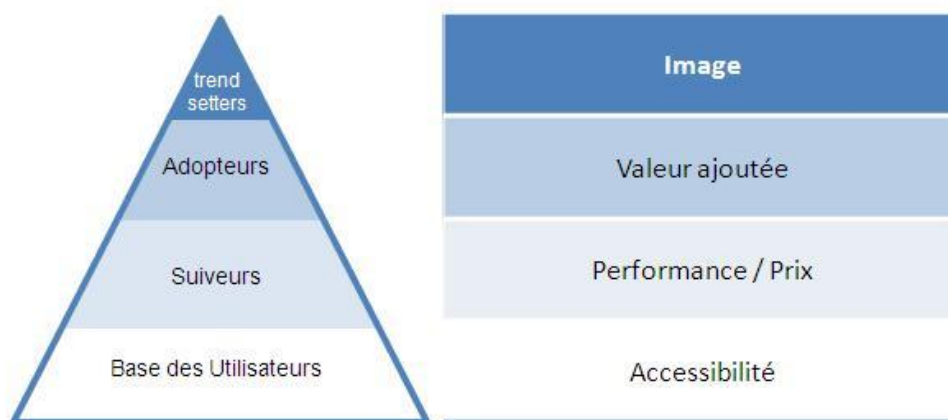 trend
setters
Image
Adopteurs
Valeur ajoutée
Suiveurs
Performance / Prix
Base des Utilisateurs
Accessibilité